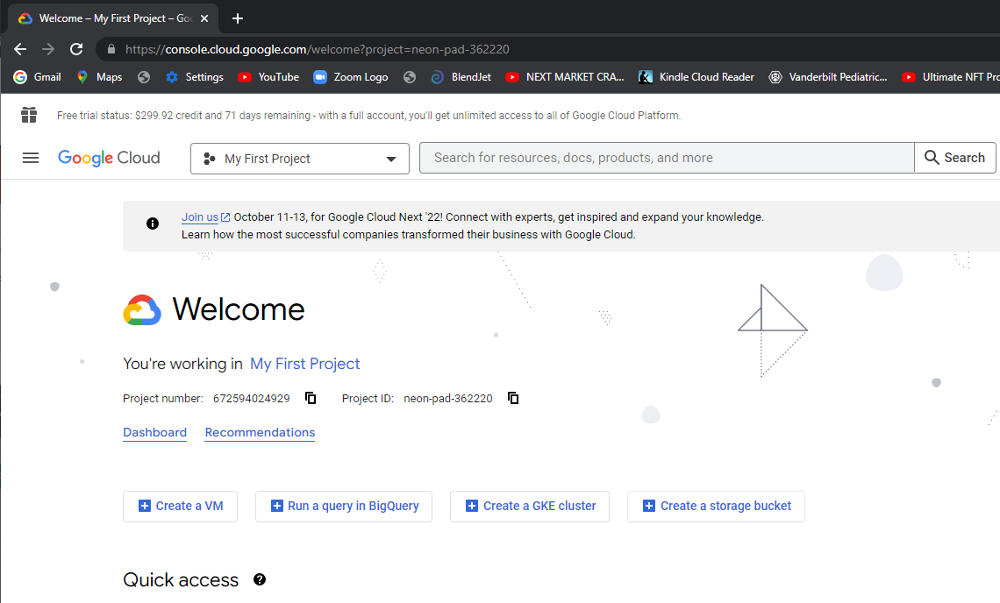 Welcome – My First Project – Goo
https://console.cloud.google.com/welcome?project=neon-pad-362220
Gmail Maps Settings YouTube Zoom Logo BlendJet NEXT MARKET CRA... Kindle Cloud Reader Vanderbilt Pediatric... Ultimate NFT Pro
Free trial status: $299.92 credit and 71 days remaining - with a full account, you'll get unlimited access to all of Google Cloud Platform.
Google Cloud My First Project Search for resources, docs, products, and more Search
Join us October 11-13, for Google Cloud Next '22! Connect with experts, get inspired and expand your knowledge.
Learn how the most successful companies transformed their business with Google Cloud.
Welcome
You're working in My First Project
Project number: 672594024929 Project ID: neon-pad-362220
Dashboard Recommendations
Create a VM Run a query in BigQuery Create a GKE cluster Create a storage bucket
Quick access